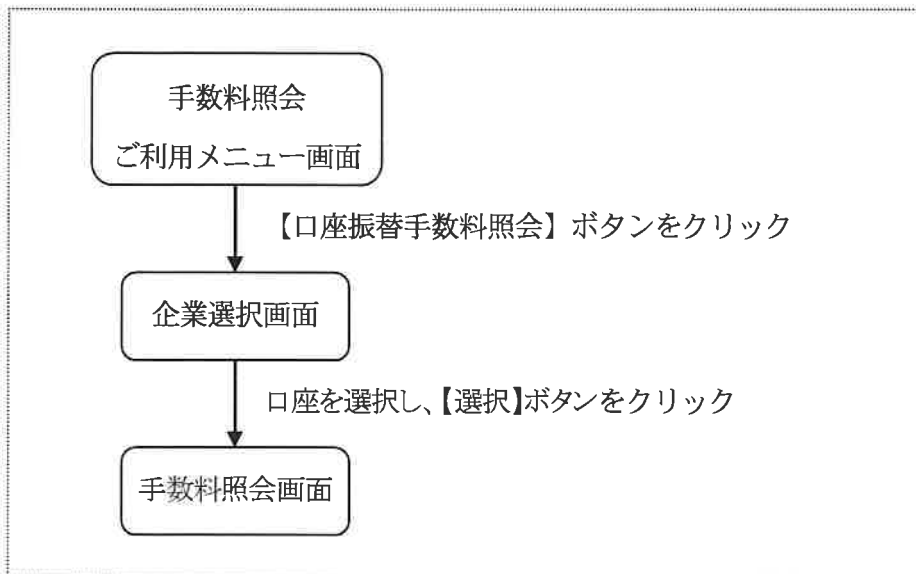 手数料照会
ご利用メニュー画面
【口座振替手数料照会】ボタンをクリック
企業選択画面
口座を選択し、【選択】ボタンをクリック
手数料照会画面